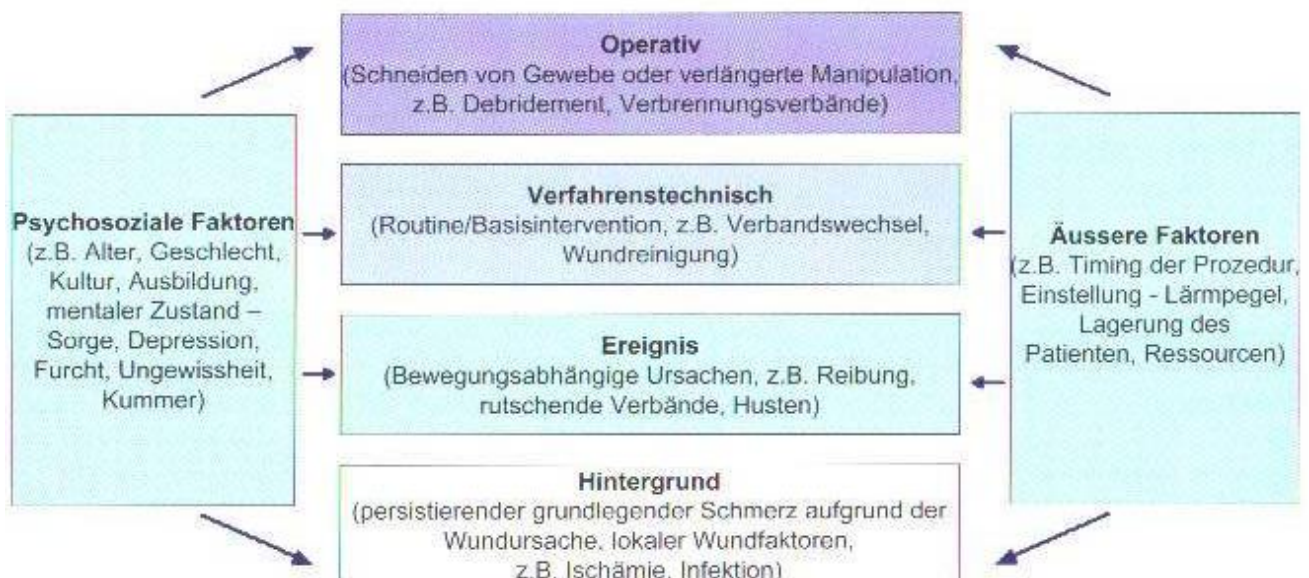 Operativ
(Schneiden von Gewebe oder verlängerte Manipulation,
z.B. Debridement, Verbrennungsverbände)
Psychosoziale Faktoren
(z.B. Alter, Geschlecht,
Kultur, Ausbildung,
mentaler Zustand –
Sorge, Depression,
Furcht, Ungewissheit,
Kummer)
Verfahrenstechnisch
(Routine/Basisintervention, z.B. Verbandswechsel,
Wundreinigung)
Ereignis
(Bewegungsabhängige Ursachen, z.B. Reibung,
rutschende Verbände, Husten)
Hintergrund
(persistierender grundlegender Schmerz aufgrund der
Wundursache, lokaler Wundfaktoren,
z.B. Ischämie, Infektion)
Äussere Faktoren
(z.B. Timing der Prozedur,
Einstellung - Lärmpegel,
Lagerung des
Patienten, Ressourcen)